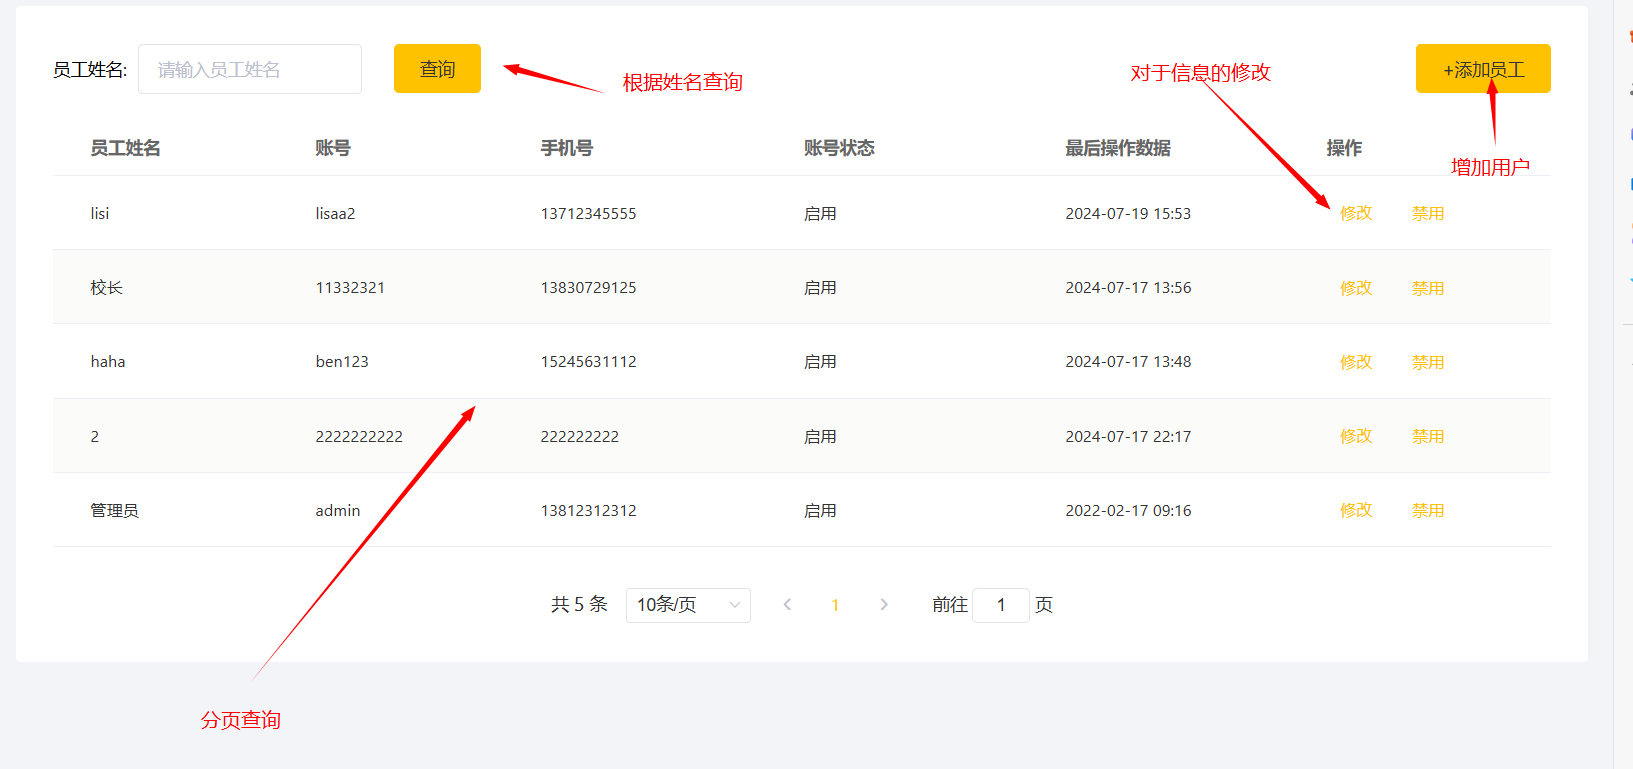 员工姓名: 请输入员工姓名 查询 根据姓名查询 对于信息的修改 +添加员工
增加用户
员工姓名 账号 手机号 账号状态 最后操作数据 操作
lisi lisaa2 13712345555 启用 2024-07-19 15:53 修改 禁用
校长 11332321 13830729125 启用 2024-07-17 13:56 修改 禁用
haha ben123 15245631112 启用 2024-07-17 13:48 修改 禁用
2 2222222222 222222222 启用 2024-07-17 22:17 修改 禁用
管理员 admin 13812312312 启用 2022-02-17 09:16 修改 禁用
共 5 条 10条/页 1 前往 1 页
分页查询